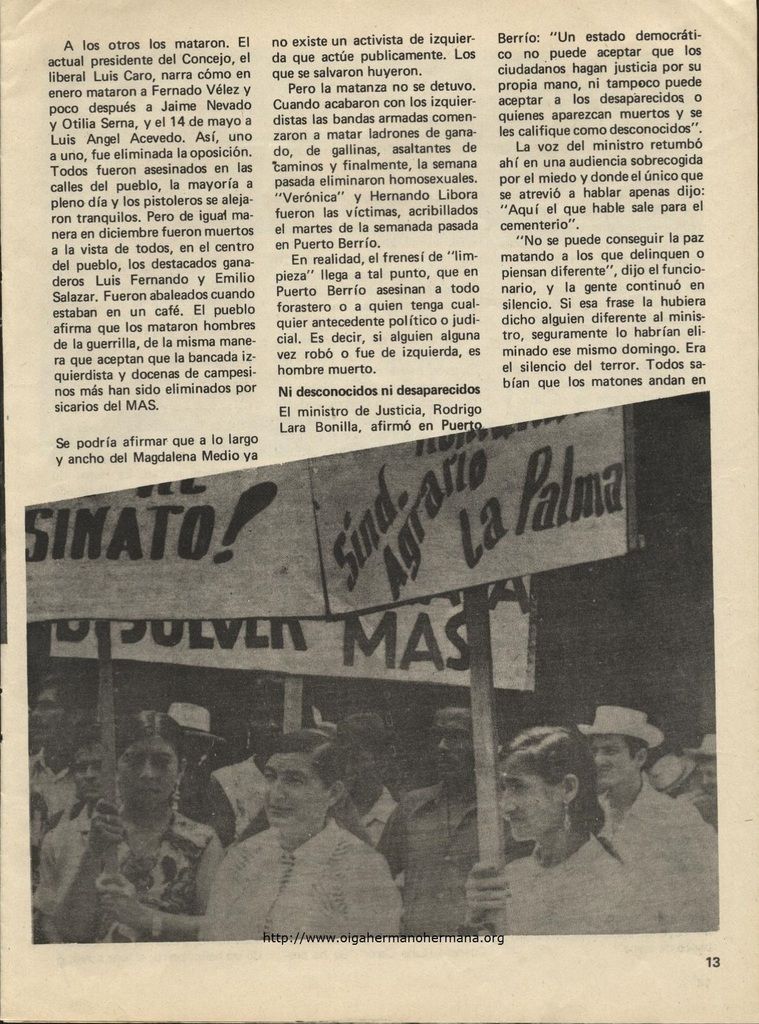 A los otros los mataron. El
actual presidente del Concejo, el
liberal Luis Caro, narra cómo en
enero mataron a Fernado Vélez y
poco después a Jaime Nevado
y Otilia Serna, y el 14 de mayo a
Luis Angel Acevedo. Así, uno
a uno, fue eliminada la oposición.
Todos fueron asesinados en las
calles del pueblo, la mayoría a
pleno día y los pistoleros se aleja-
ron tranquilos. Pero de igual ma-
nera en diciembre fueron muertos
a la vista de todos, en el centro
del pueblo, los destacados gana-
deros Luis Fernando y Emilio
Salazar. Fueron abaleados cuando
estaban en un café. El pueblo
afirma que los mataron hombres
de la guerrilla, de la misma mane-
ra que aceptan que la bancada iz-
quierdista y docenas de campesi-
nos más han sido eliminados por
sicarios del MAS.
Se podría afirmar que a lo largo
y ancho del Magdalena Medio ya
no existe un activista de izquier-
da que actúe publicamente. Los
que se salvaron huyeron.
Pero la matanza no se detuvo.
Cuando acabaron con los izquier-
distas las bandas armadas comen-
zaron a matar ladrones de gana-
do, de gallinas, asaltantes de
caminos y finalmente, la semana
pasada eliminaron homosexuales.
"Verónica" y Hernando Libora
fueron las víctimas, acribillados
el martes de la semanada pasada
en Puerto Berrío.
En realidad, el frenesí de "lim-
pieza" llega a tal punto, que en
Puerto Berrío asesinan a todo
forastero o a quien tenga cual-
quier antecedente político o judi-
cial. Es decir, si alguien alguna
vez robó o fue de izquierda, es
hombre muerto.
Ni desconocidos ni desaparecidos
El ministro de Justicia, Rodrigo
Lara Bonilla, afirmó en Puerto
Berrío: "Un estado democráti-
co no puede aceptar que los
ciudadanos hagan justicia por su
propia mano, ni tampoco puede
aceptar a los desaparecidos o
quienes aparezcan muertos y se
les califique como desconocidos".
La voz del ministro retumbó
ahí en una audiencia sobrecogida
por el miedo y donde el único que
se atrevió a hablar apenas dijo:
"Aquí el que hable sale para el
cementerio".
"No se puede conseguir la paz
matando a los que delinquen o
piensan diferente", dijo el funcio-
nario, y la gente continuó en
silencio. Si esa frase la hubiera
dicho alguien diferente al minis-
tro, seguramente lo habrían eli-
minado ese mismo domingo. Era
el silencio del terror. Todos sa-
bían que los matones andan en
SINATO!
Sind.
Agrario
La Palma
DISOLVER
MAS
http://www.oigahermanohermana.org
13